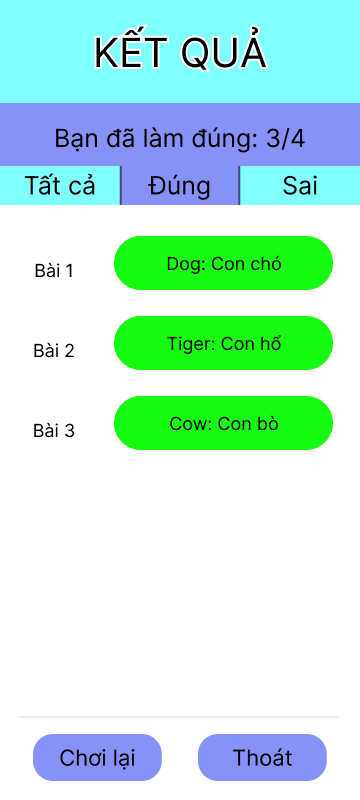 KẾT QUẢ
Bạn đã làm đúng: 3/4
Tất cả Đúng Sai
Bài 1 Dog: Con chó
Bài 2 Tiger: Con hổ
Bài 3 Cow: Con bò
Chơi lại Thoát